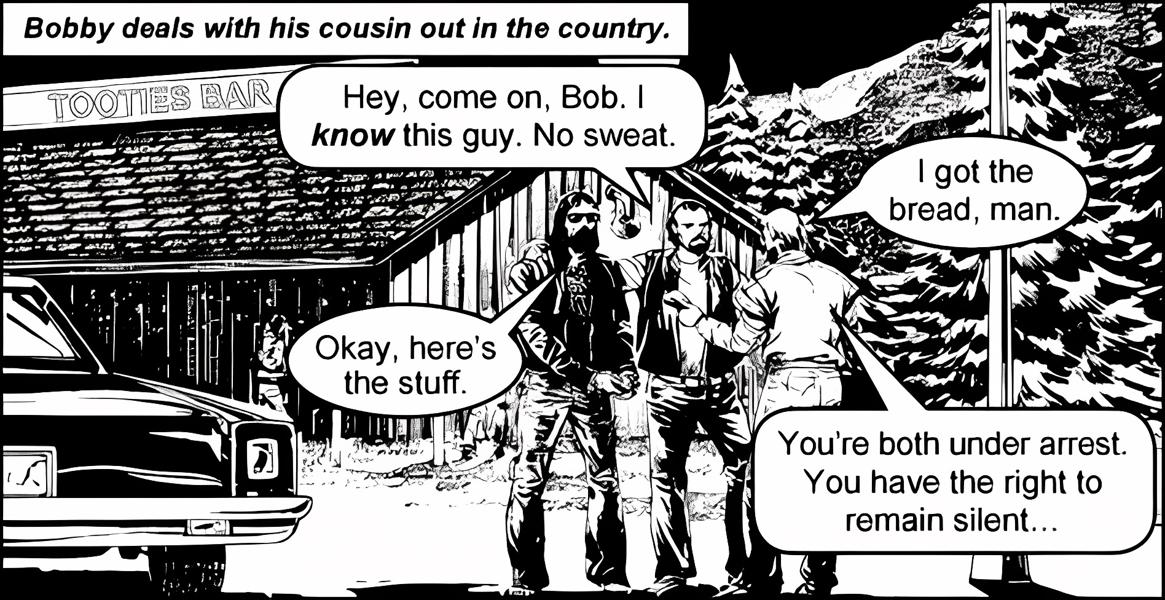 Bobby deals with his cousin out in the country.
TOOTIES BAR
Hey, come on, Bob. I
know this guy. No sweat.
I got the
bread, man.
Okay, here's
the stuff.
You're both under arrest.
You have the right to
remain silent...